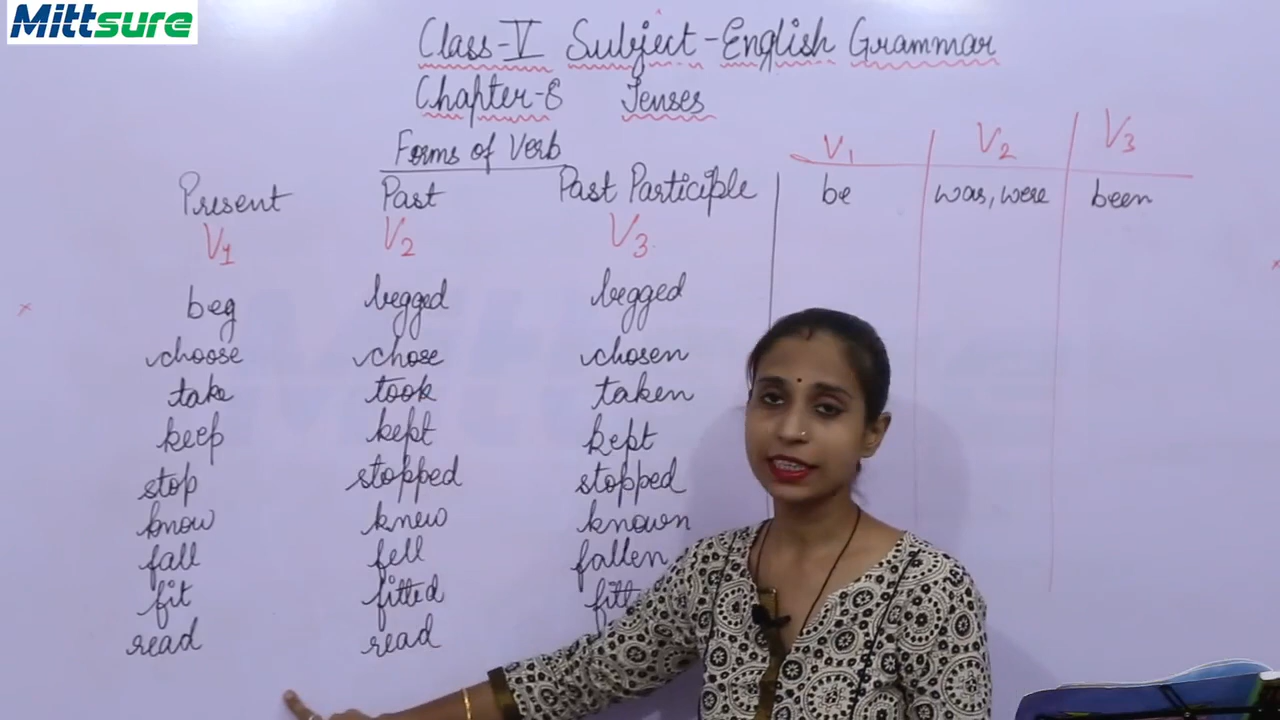 Mittsure
Class-V Subject-English Grammar
Chapter-8 Tenses
Forms of Verb
Present Past Past Participle
V1 V2 V3
beg begged begged
choose chose chosen
take took taken
keep kept kept
stop stopped stopped
know knew known
fall fell fallen
fit fitted
read read
V1 V2 V3
be was, were been